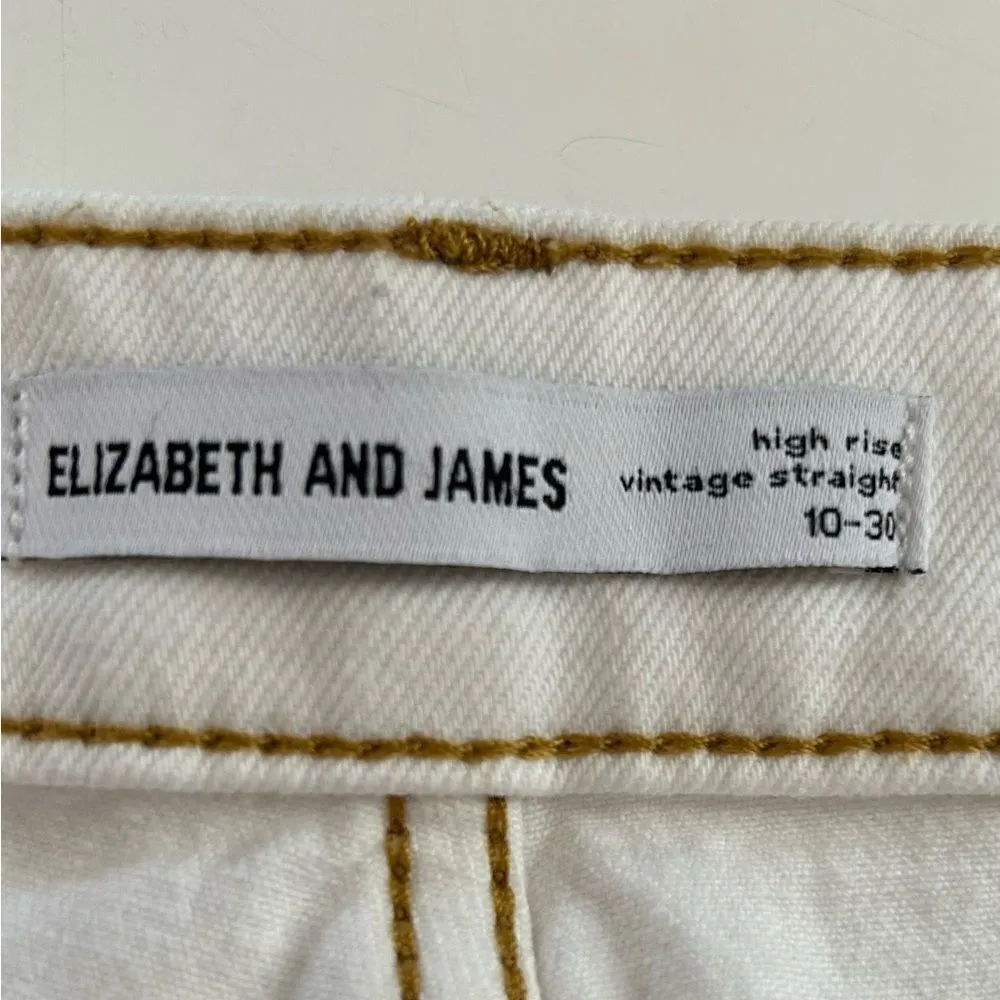 ELIZABETH AND JAMES
high rise
vintage straight
10-30